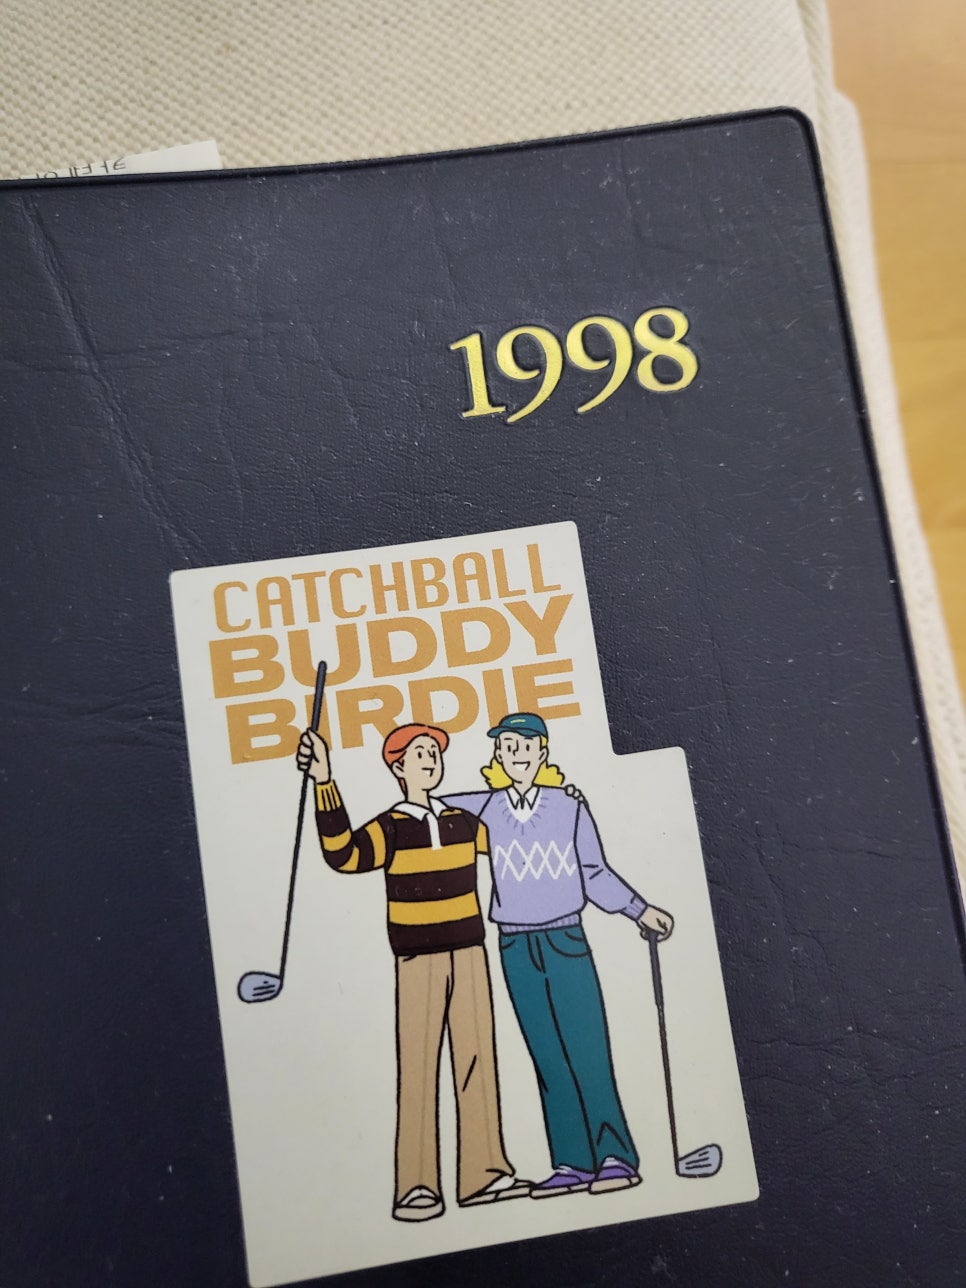 1998
CATCHBALL
BUDDY
BIRDIE